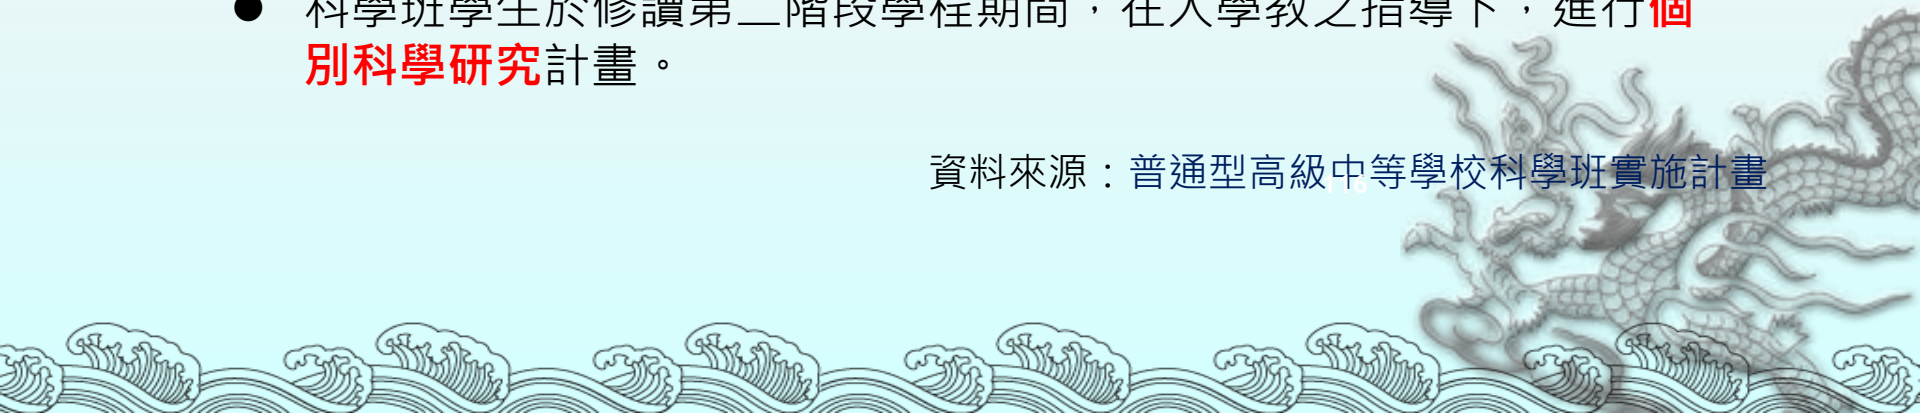 ● 科學班學生於修讀第二階段學程期間，在大學教之指導下，進行個
別科學研究計畫。
資料來源：普通型高級中等學校科學班實施計畫